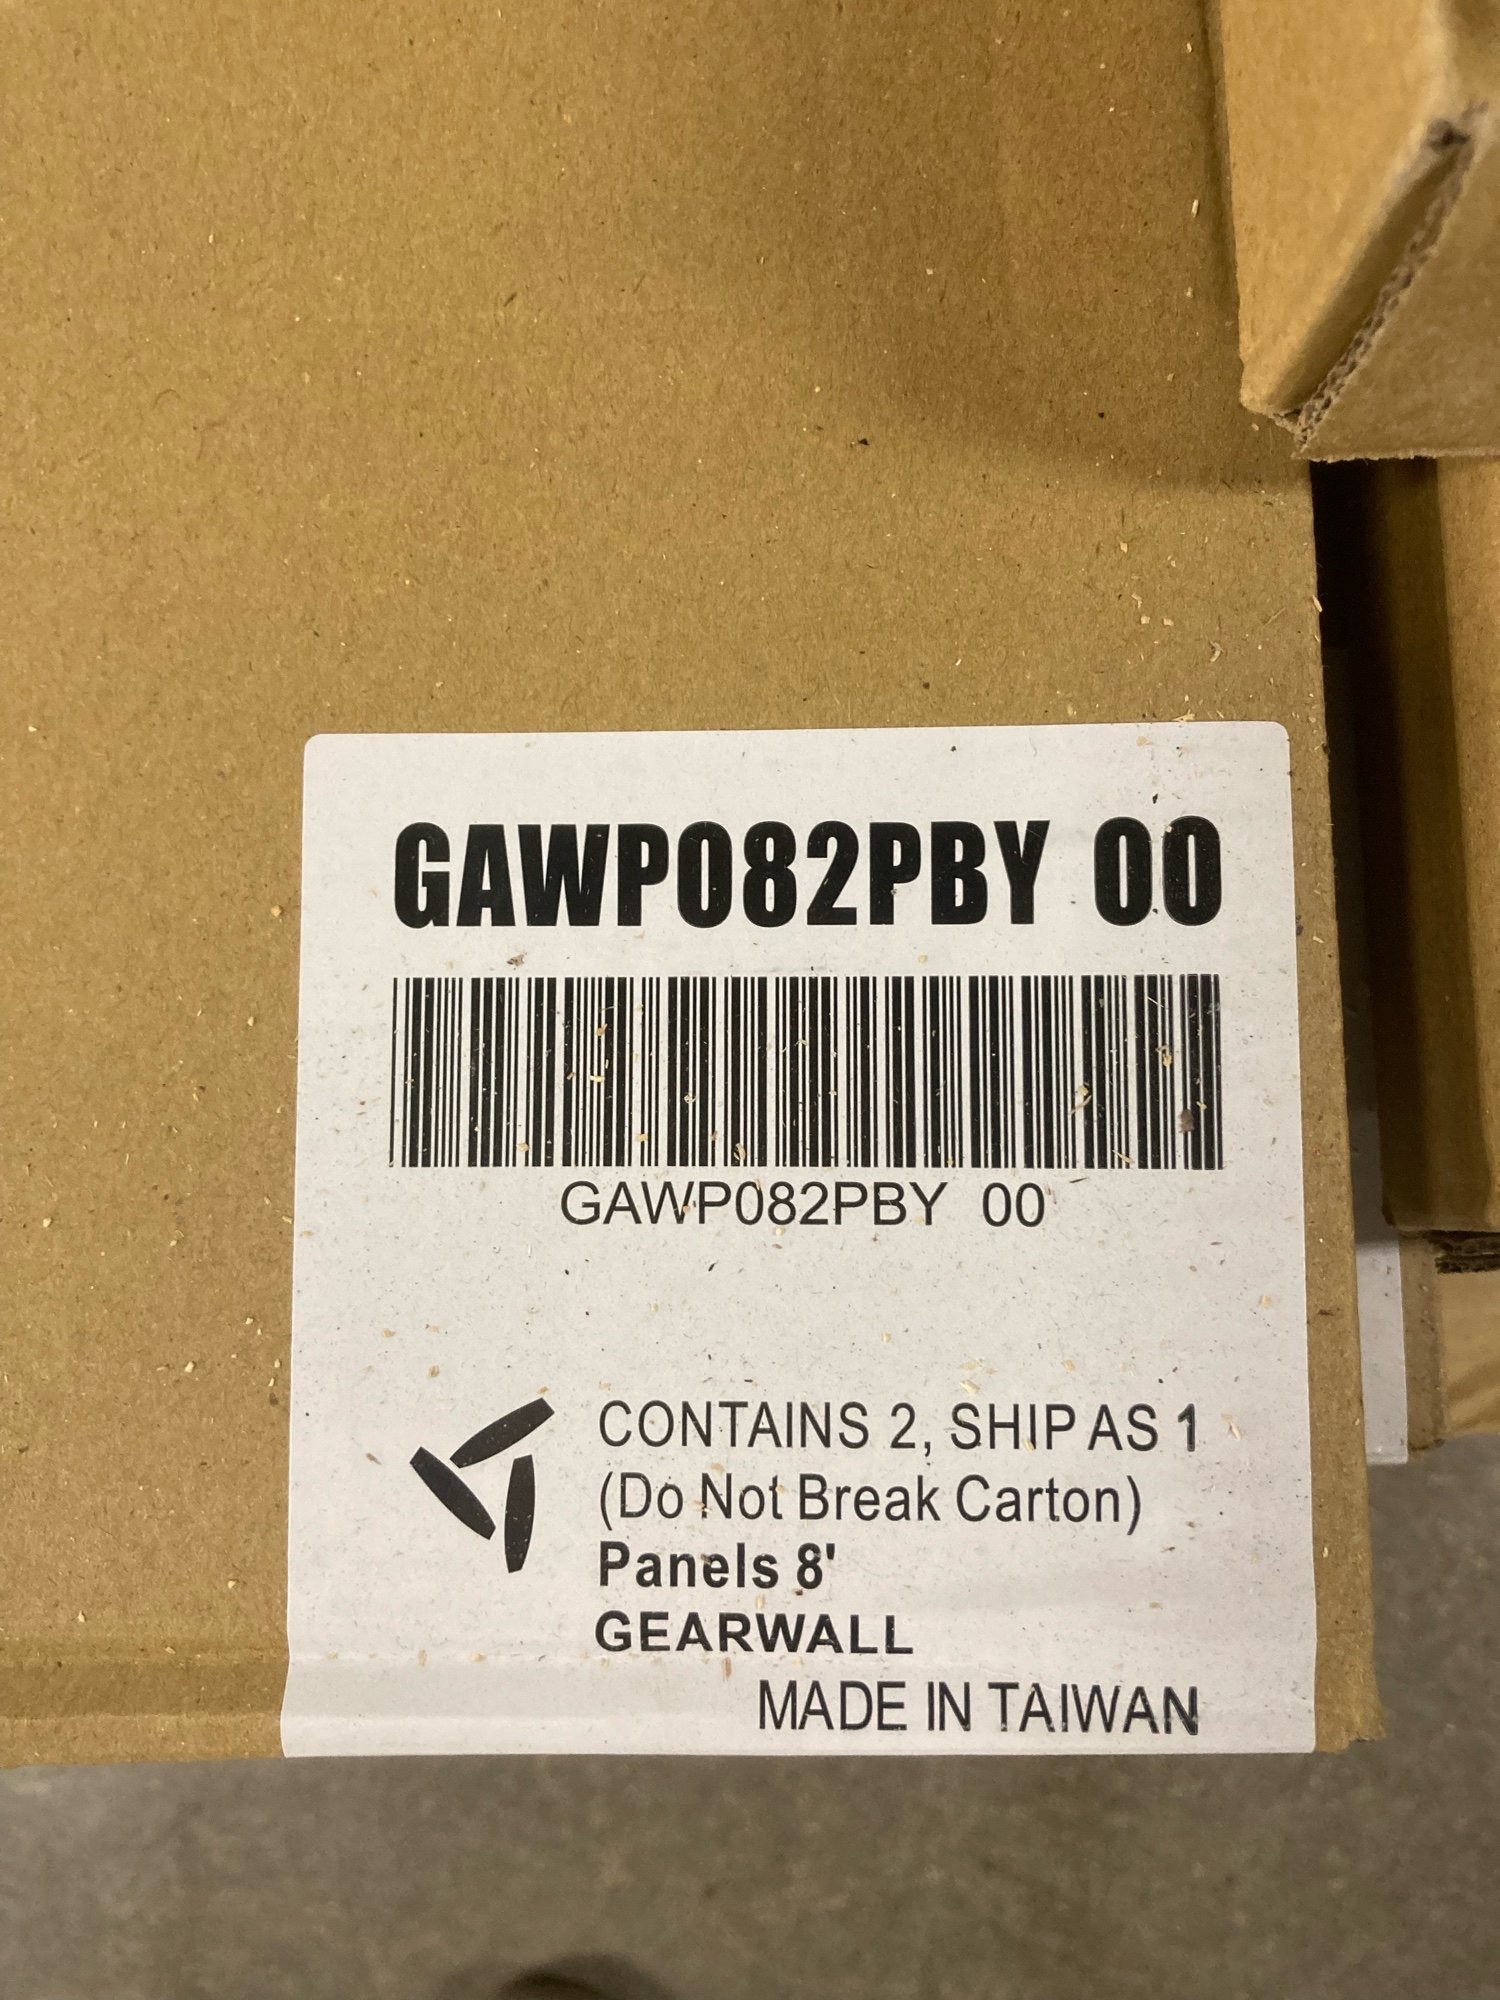 GAWP082PBY 00
GAWP082PBY 00
CONTAINS 2, SHIP AS 1
(Do Not Break Carton)
Panels 8'
GEARWALL
MADE IN TAIWAN